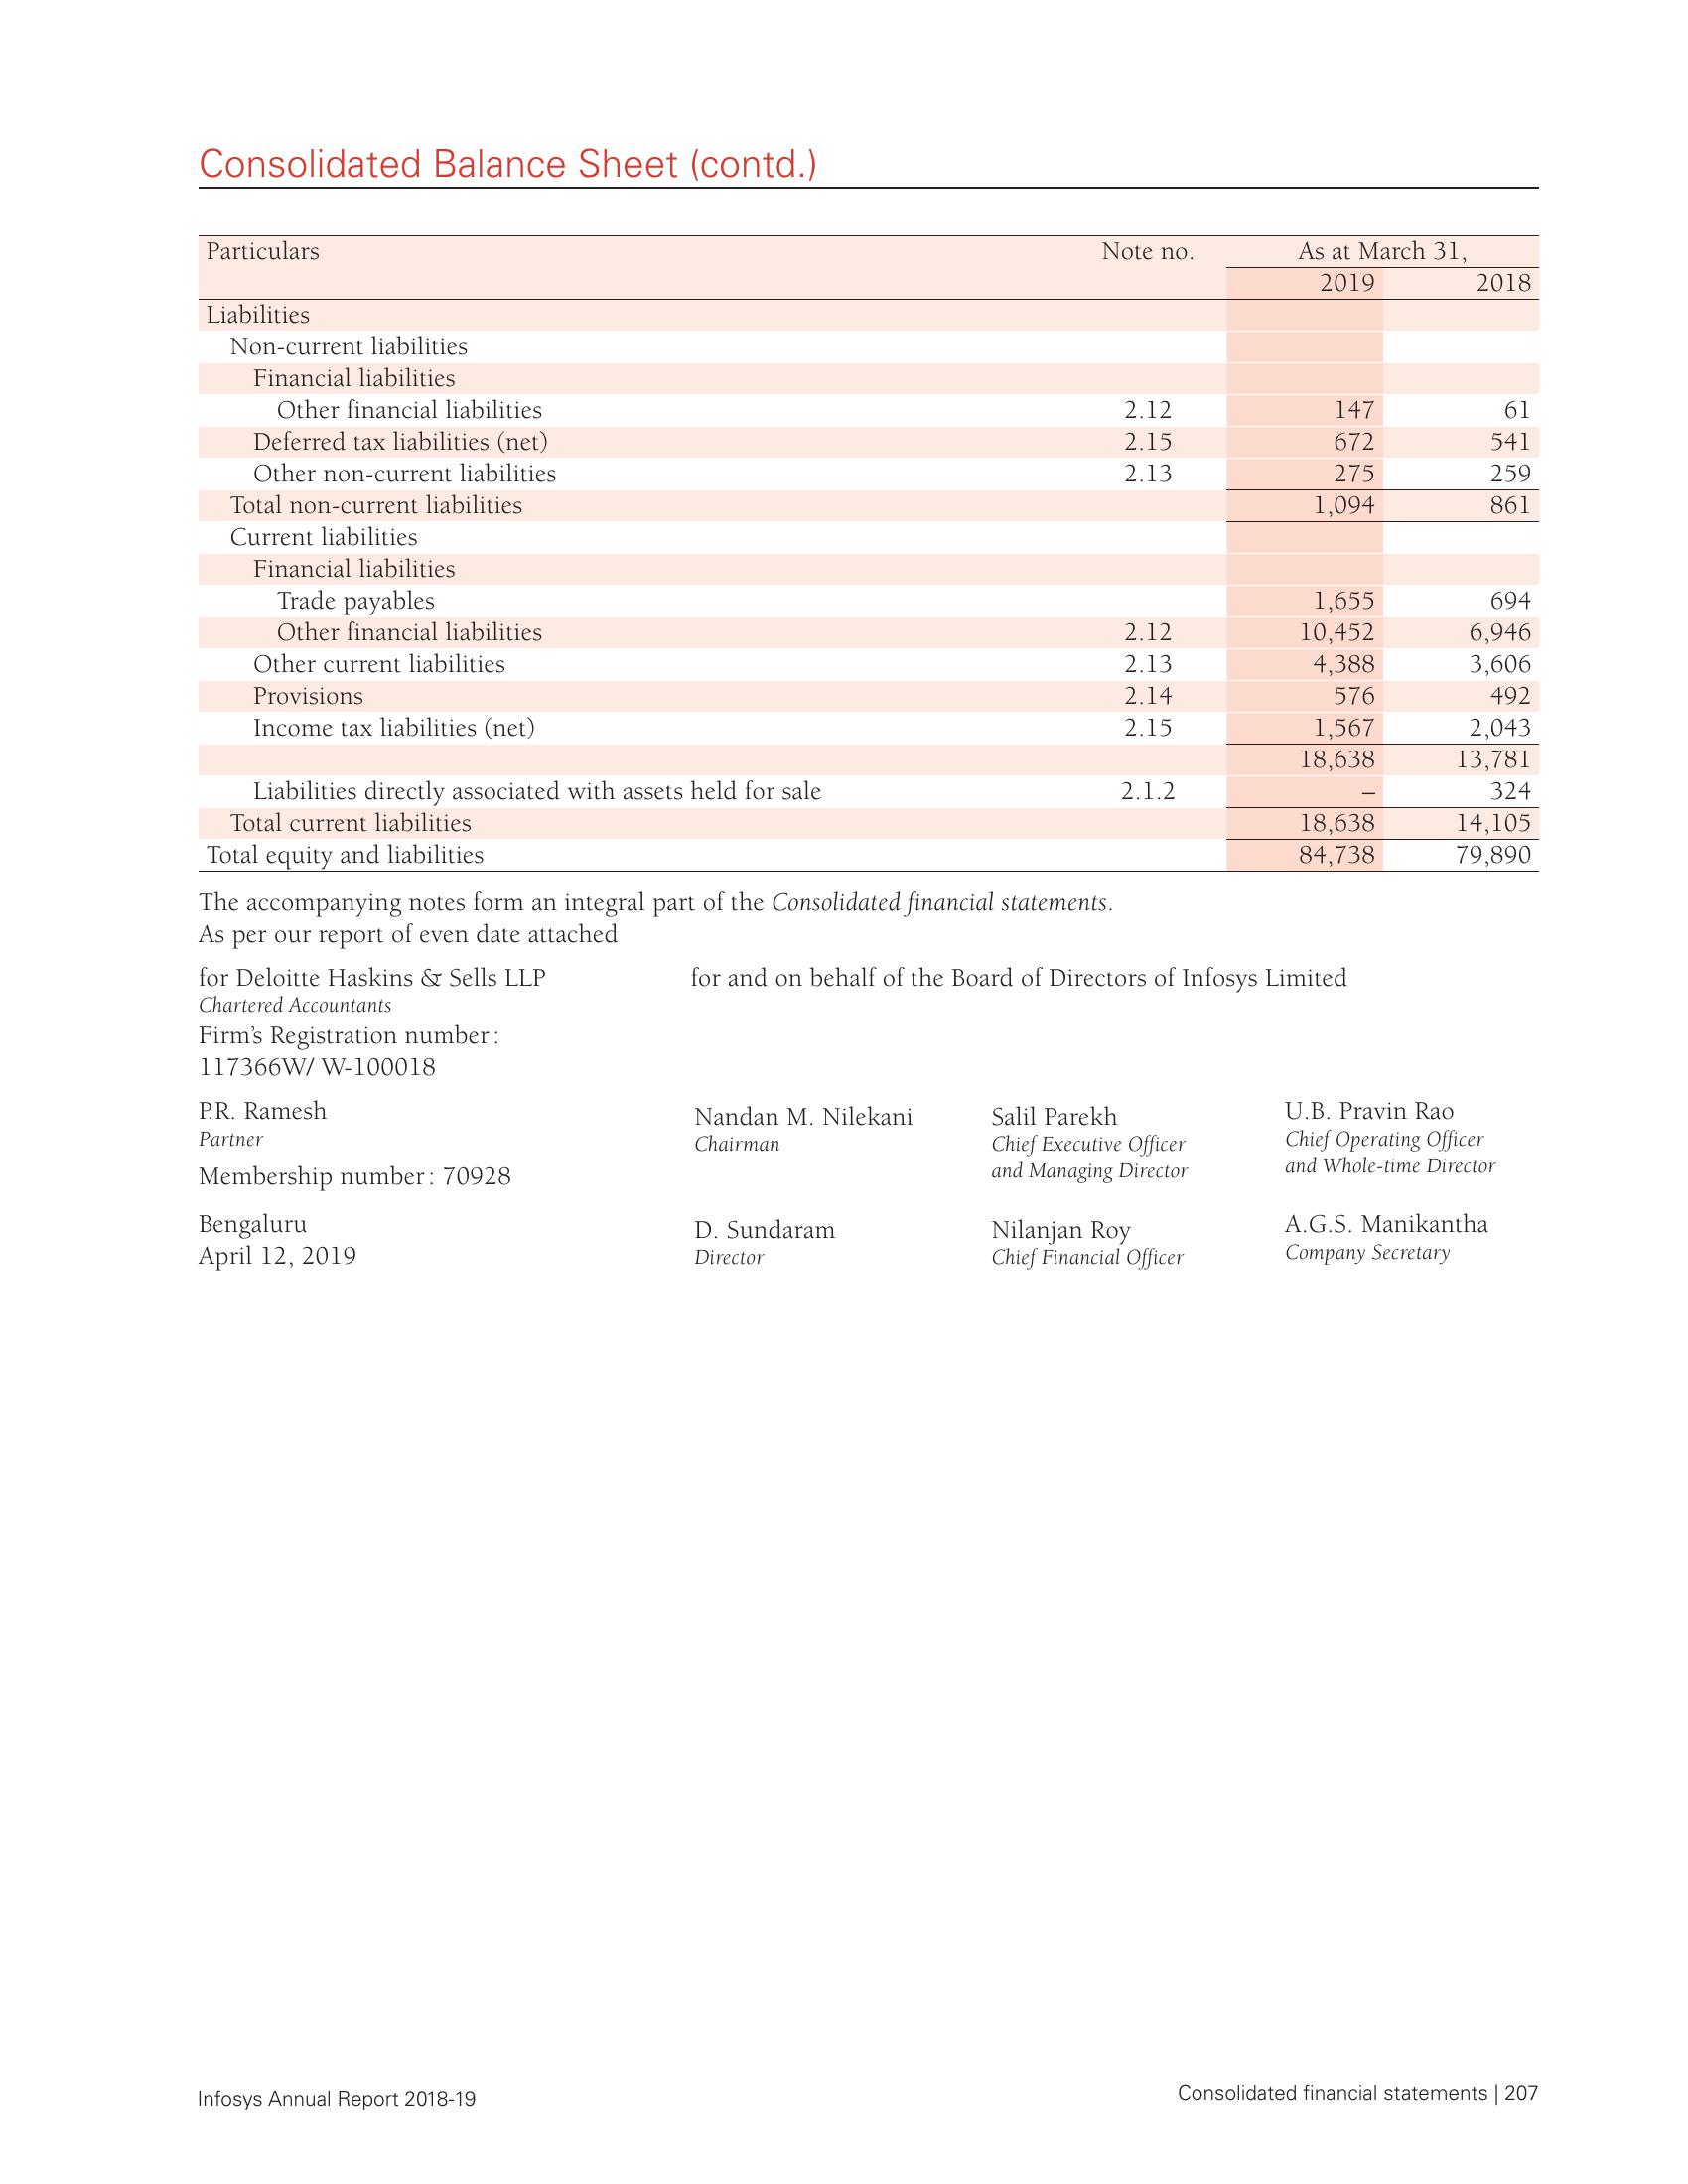 Consolidated Balance Sheet (contd.)
Particulars Note no. As at March 31,
2019 2018
Liabilities
Non-current liabilities
Financial liabilities
Other financial liabilities 2.12 147 61
Deferred tax liabilities (net) 2.15 672 541
Other non-current liabilities 2.13 275 259
Total non-current liabilities 1,094 861
Current liabilities
Financial liabilities
Trade payables 1,655 694
Other financial liabilities 2.12 10,452 6,946
Other current liabilities 2.13 4,388 3,606
Provisions 2.14 576 492
Income tax liabilities (net) 2.15 1,567 2,043
18,638 13,781
Liabilities directly associated with assets held for sale 2.1.2 – 324
Total current liabilities 18,638 14,105
Total equity and liabilities 84,738 79,890
The accompanying notes form an integral part of the Consolidated financial statements.
As per our report of even date attached
for Deloitte Haskins & Sells LLP for and on behalf of the Board of Directors of Infosys Limited
Chartered Accountants
Firm's Registration number :
117366W/ W-100018
P.R. Ramesh Nandan M. Nilekani Salil Parekh U.B. Pravin Rao
Partner Chairman Chief Executive Officer Chief Operating Officer
and Managing Director and Whole-time Director
Membership number : 70928
Bengaluru D. Sundaram Nilanjan Roy A.G.S. Manikantha
April 12, 2019 Director Chief Financial Officer Company Secretary
Infosys Annual Report 2018-19 Consolidated financial statements | 207